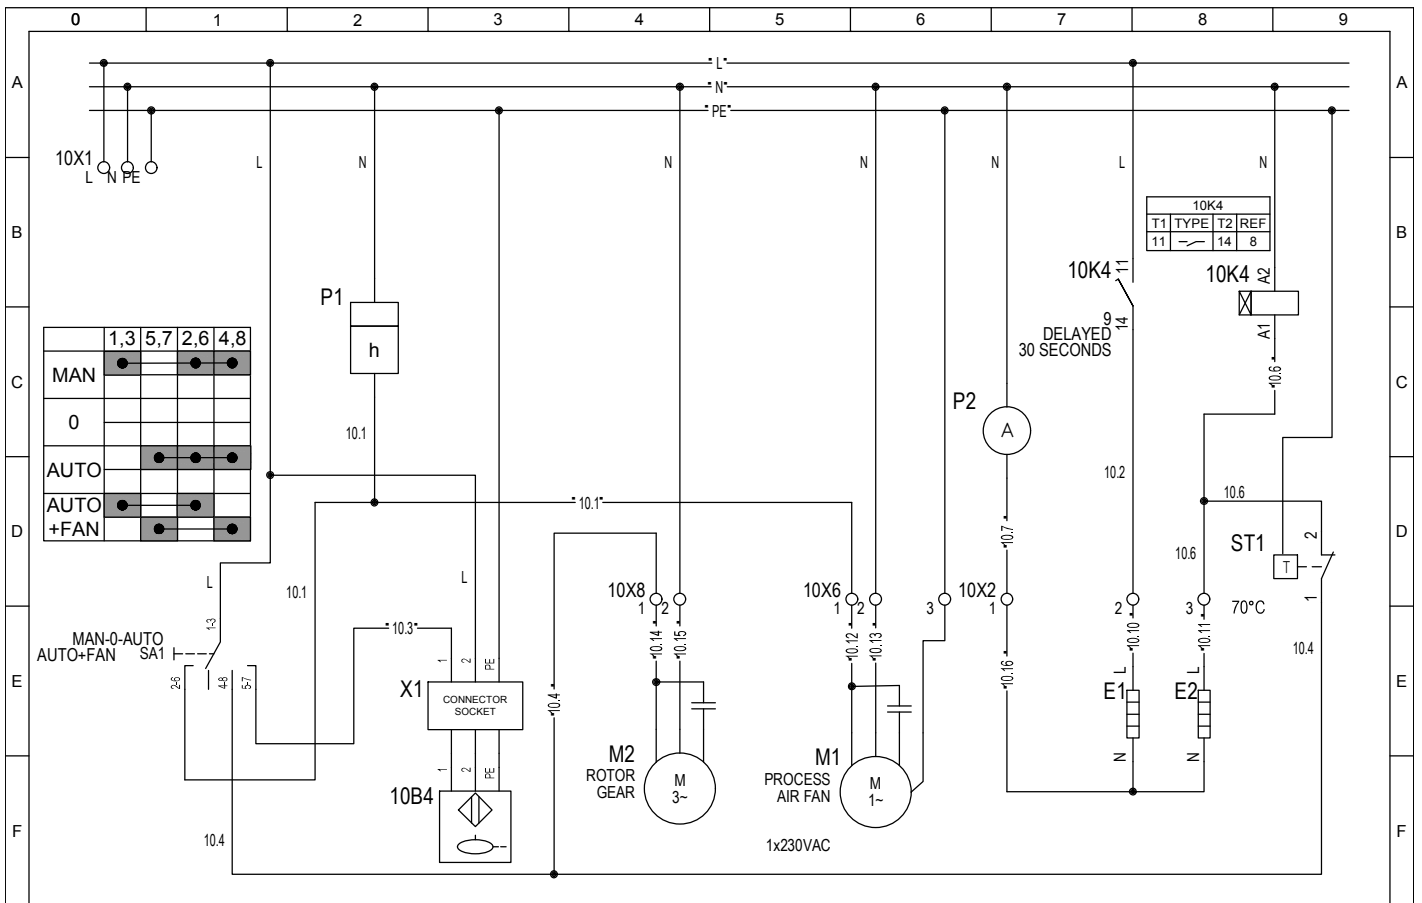 0 1 2 3 4 5 6 7 8 9
L
N
A PE A
10X1 L N N N N L N
L N PE
10K4
T1 TYPE T2 REF
B 11 14 8 B
10K4 11 10K4 A2
P1
9 14 A1
DELAYED
30 SECONDS
1,3 5,7 2,6 4,8
h
MAN 10.6
C C
P2
0 A
10.1
AUTO 10.2
10.6
AUTO 10.1
+FAN
D 10.7 ST1 2 D
10.6
T
L L
10.1 10X8 10X6 10X2
1 2 1 2 3 1 2 3 70°C 1
1-3 10.3
MAN-0-AUTO 10.14 10.15 10.12 10.13 10.10 10.11 10.4
AUTO+FAN SA1
1 2 PE
2-6 4-8 5-7 10.16 L L
E X1 CONNECTOR 10.4 E1 E2 E
SOCKET
M2 M1 N N
ROTOR M PROCESS M
1 2 PE GEAR 3~ AIR FAN 1~
10B4
F F
10.4 1x230VAC